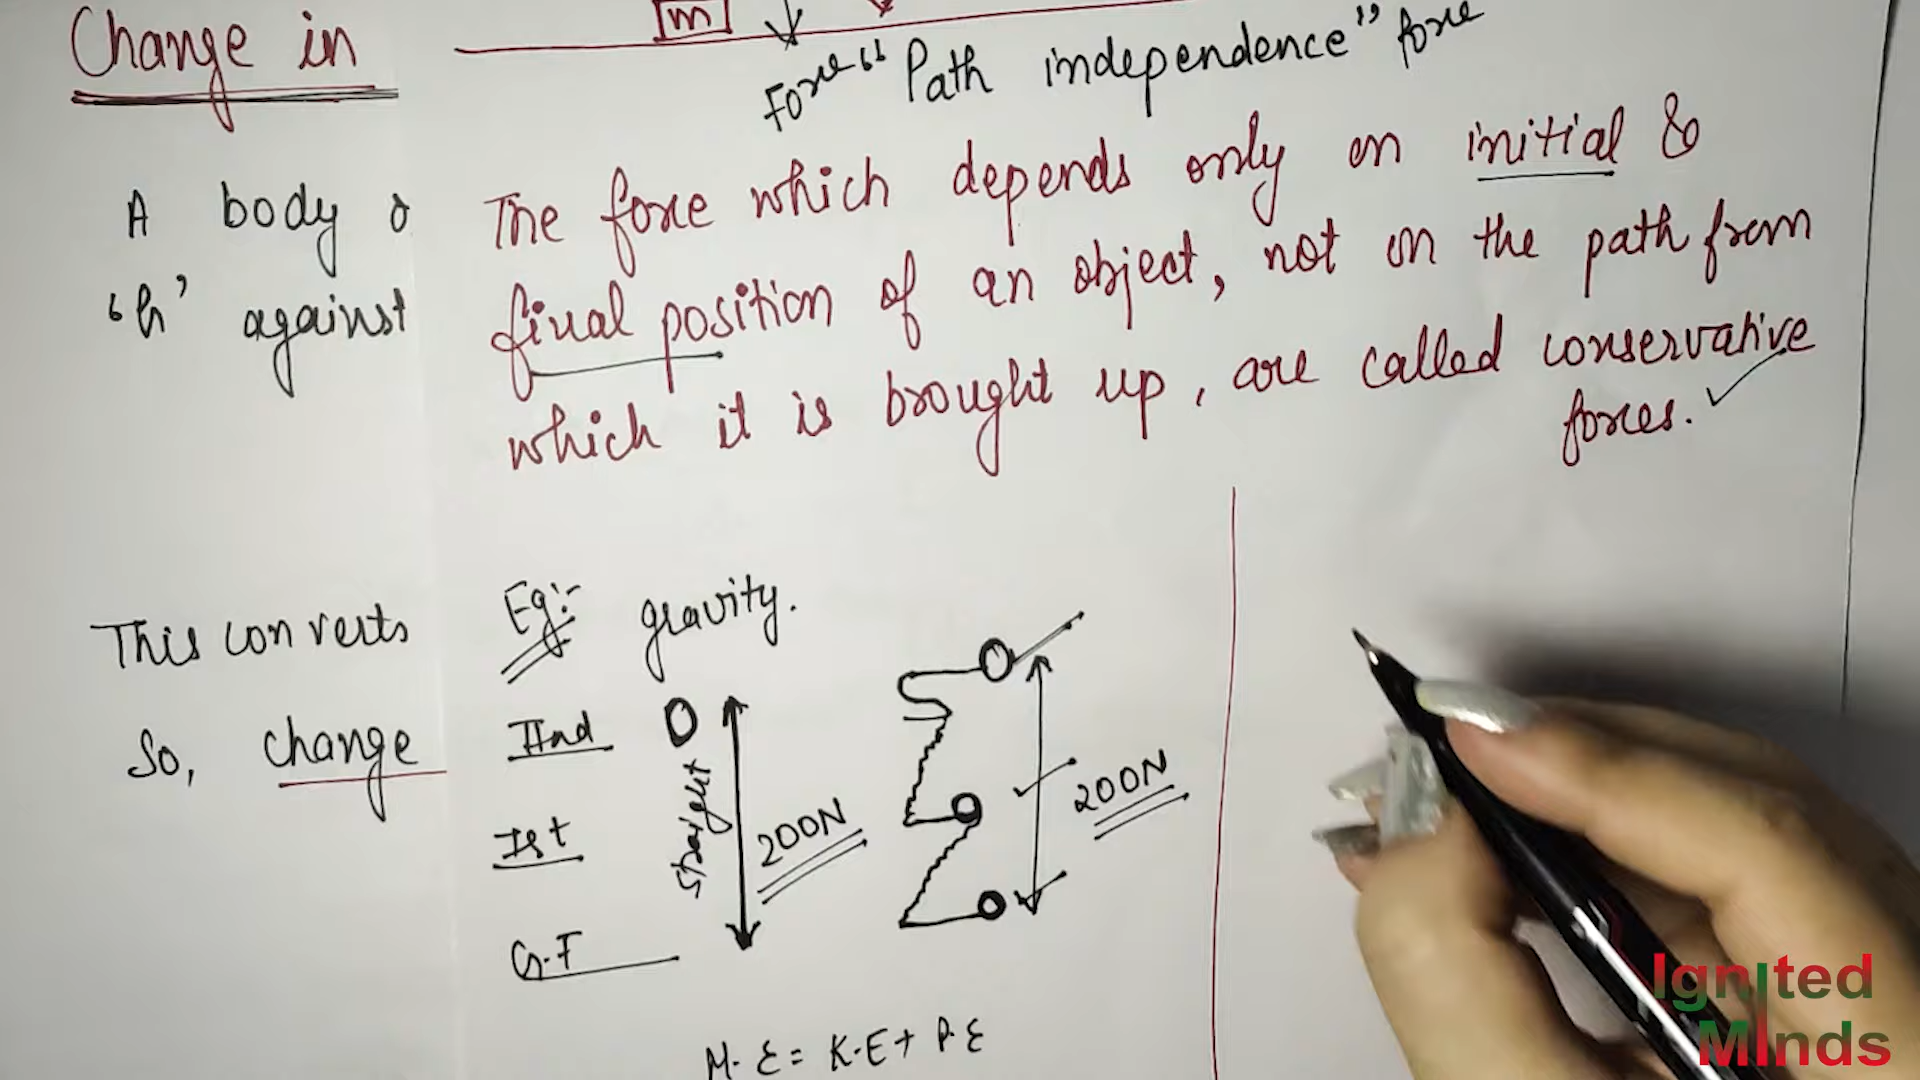 Change in
m
Force "Path independence" force
A body o
'h' against
The force which depends only on initial &
final position of an object, not on the path from
which it is brought up, are called conservative
forces.
This converts
So, change
Eg:- gravity.
IInd
Ist
G.F
straight
200N
200N
M.E = K.E + P.E
Ignited
Minds